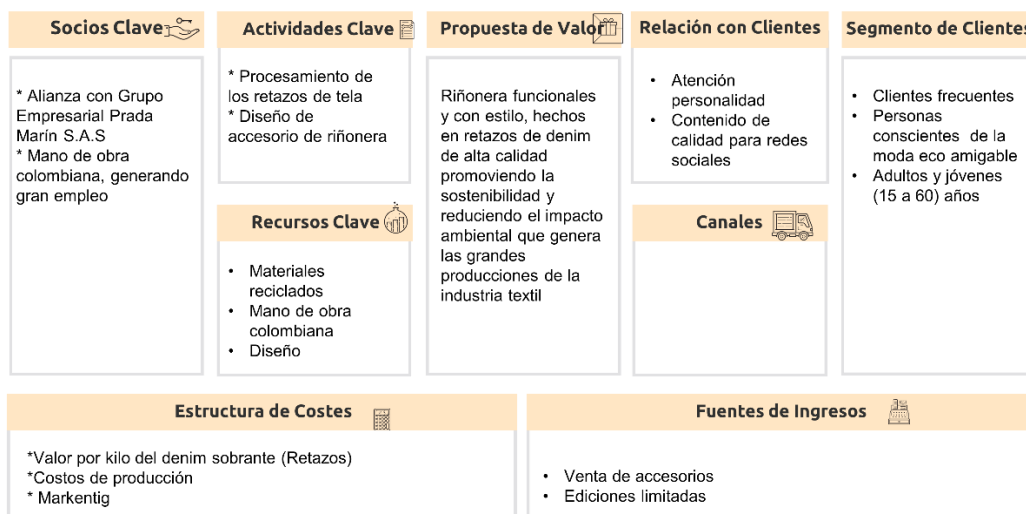 Socios Clave
* Alianza con Grupo
Empresarial Prada
Marín S.A.S
* Mano de obra
colombiana, generando
gran empleo
Actividades Clave
* Procesamiento de
los retazos de tela
* Diseño de
accesorio de riñonera
Recursos Clave
• Materiales
reciclados
• Mano de obra
colombiana
• Diseño
Propuesta de Valor
Riñonera funcionales
y con estilo, hechos
en retazos de denim
de alta calidad
promoviendo la
sostenibilidad y
reduciendo el impacto
ambiental que genera
las grandes
producciones de la
industria textil
Relación con Clientes
• Atención
personalidad
• Contenido de
calidad para redes
sociales
Canales
Segmento de Clientes
• Clientes frecuentes
• Personas
conscientes de la
moda eco amigable
• Adultos y jóvenes
(15 a 60) años
Estructura de Costes
*Valor por kilo del denim sobrante (Retazos)
*Costos de producción
* Markentig
Fuentes de Ingresos
• Venta de accesorios
• Ediciones limitadas